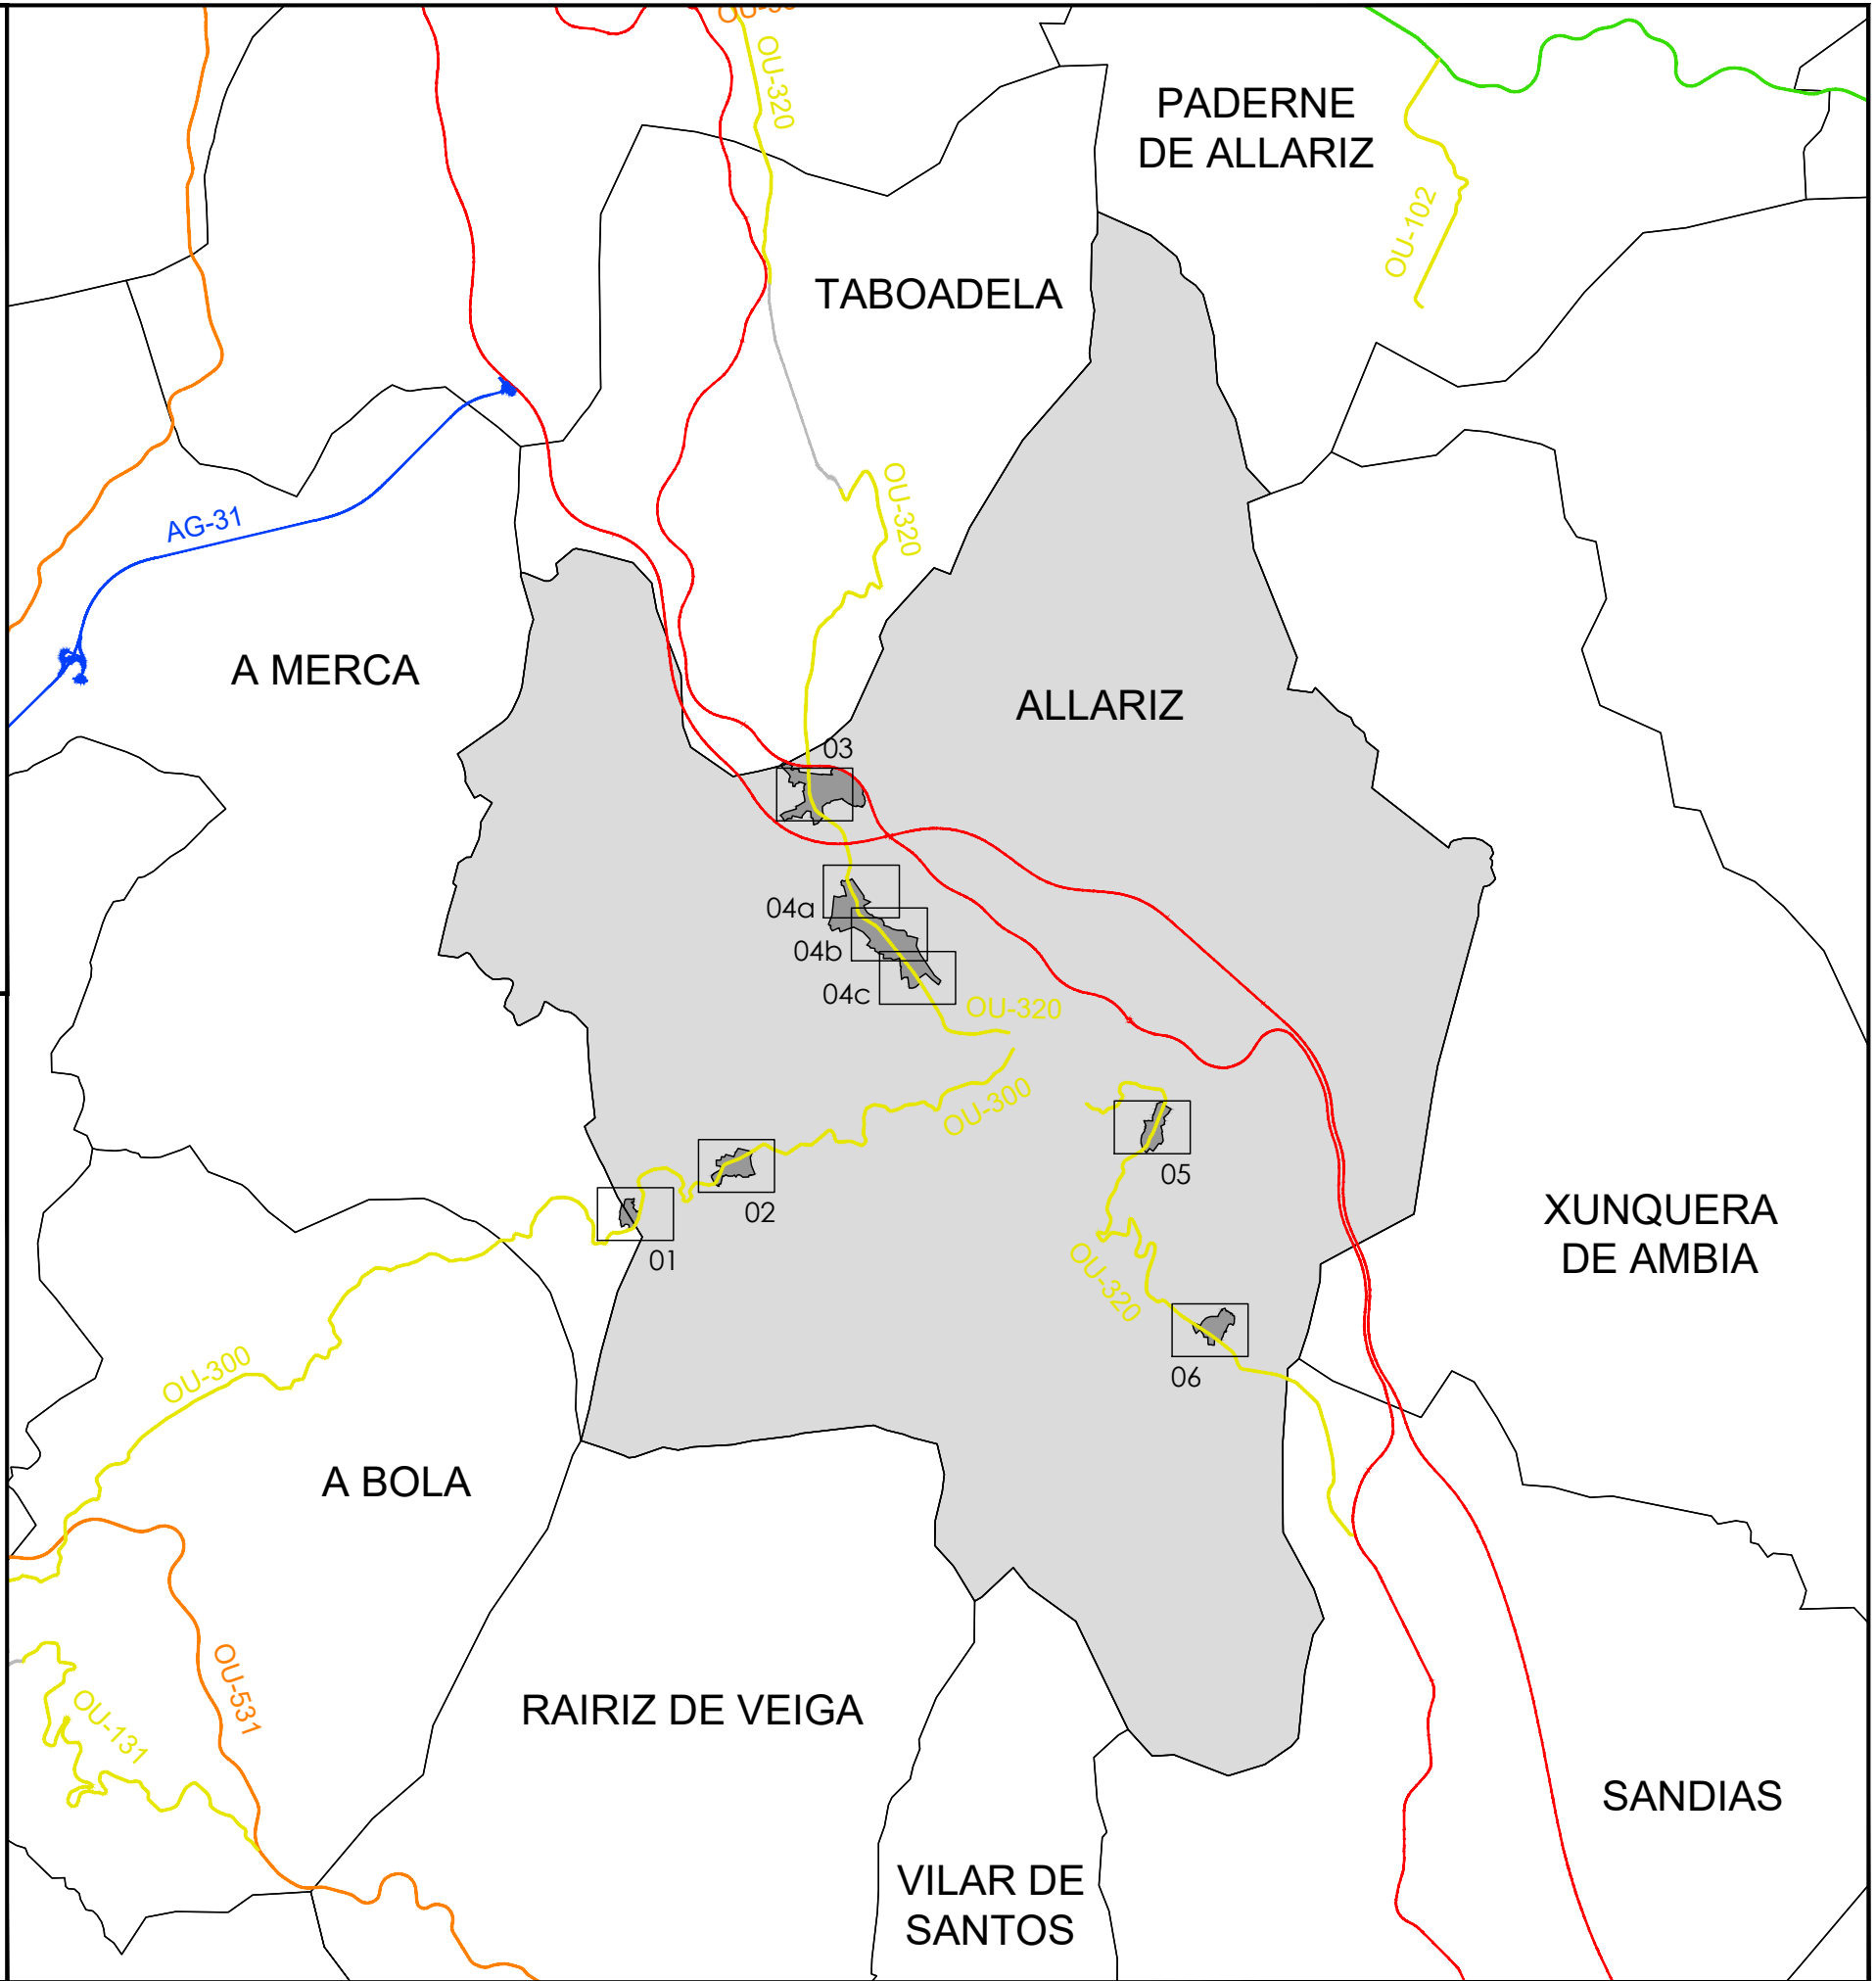 OU-320
PADERNE
DE ALLARIZ
OU-102
TABOADELA
OU-320
AG-31
A MERCA
ALLARIZ
03
04a
04b
04c
OU-320
OU-300
05
02
01
XUNQUERA
DE AMBIA
OU-320
06
OU-300
A BOLA
OU-531
OU-131
RAIRIZ DE VEIGA
SANDIAS
VILAR DE
SANTOS